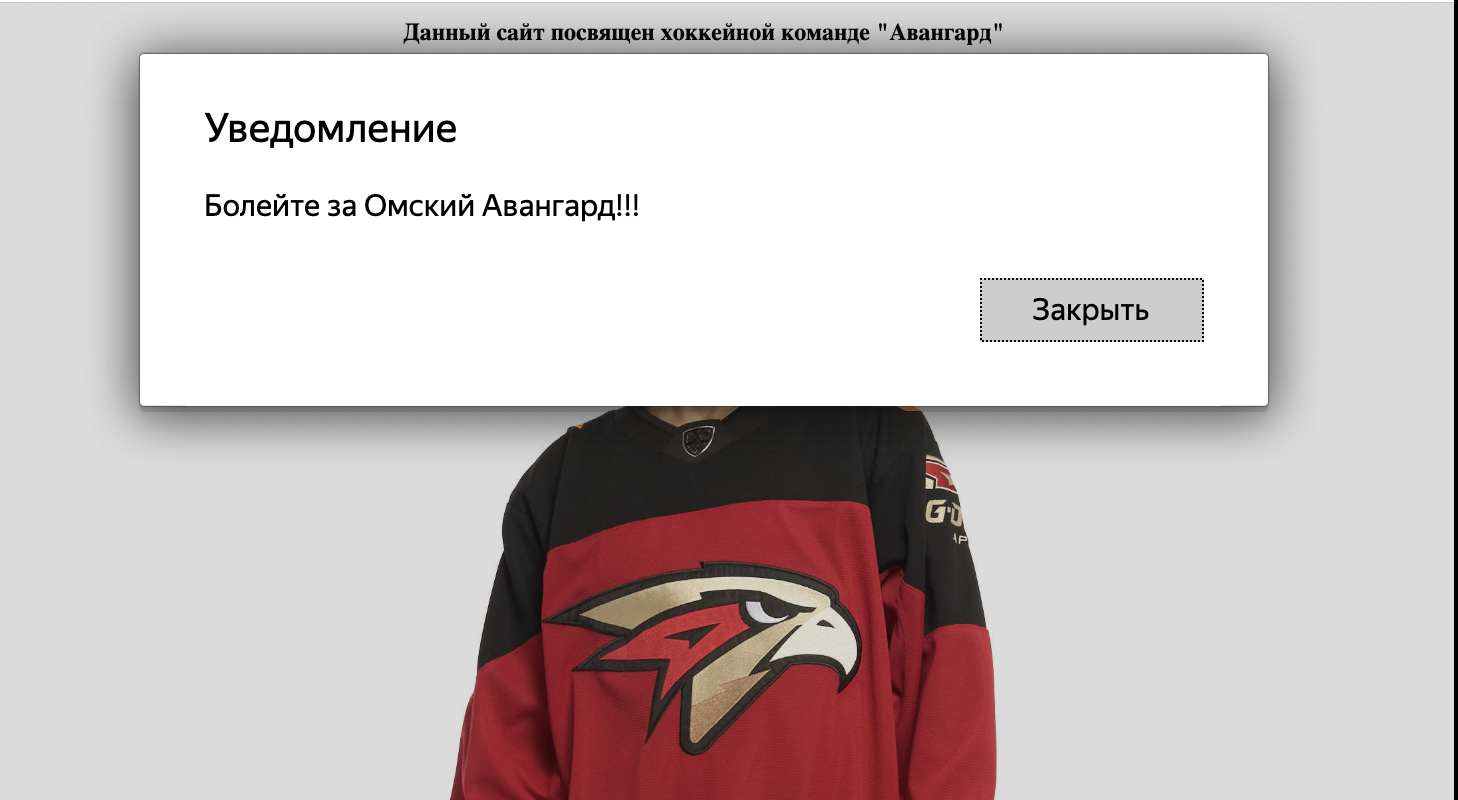 Данный сайт посвящен хоккейной команде "Авангард"
Уведомление
Болейте за Омский Авангард!!!
Закрыть